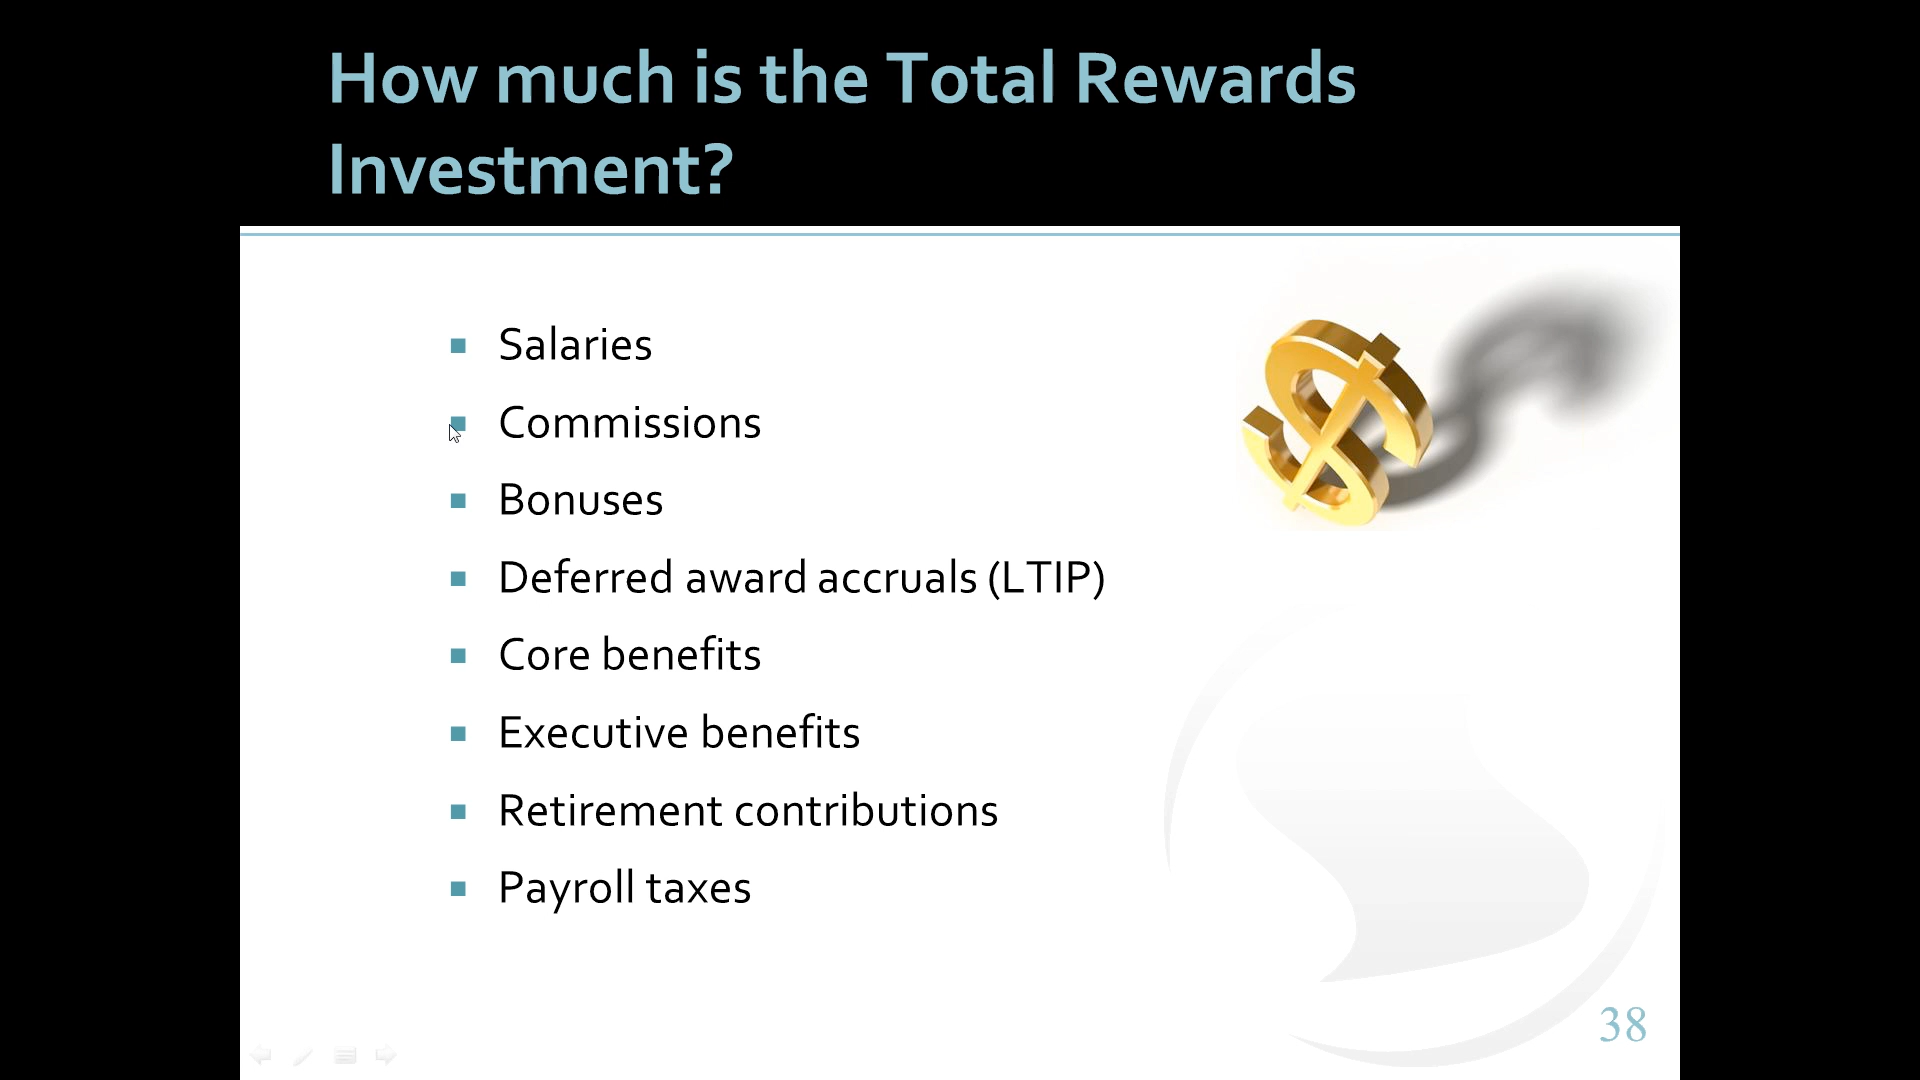 How much is the Total Rewards
Investment?
Salaries
Commissions
Bonuses
Deferred award accruals (LTIP)
Core benefits
Executive benefits
Retirement contributions
Payroll taxes
38